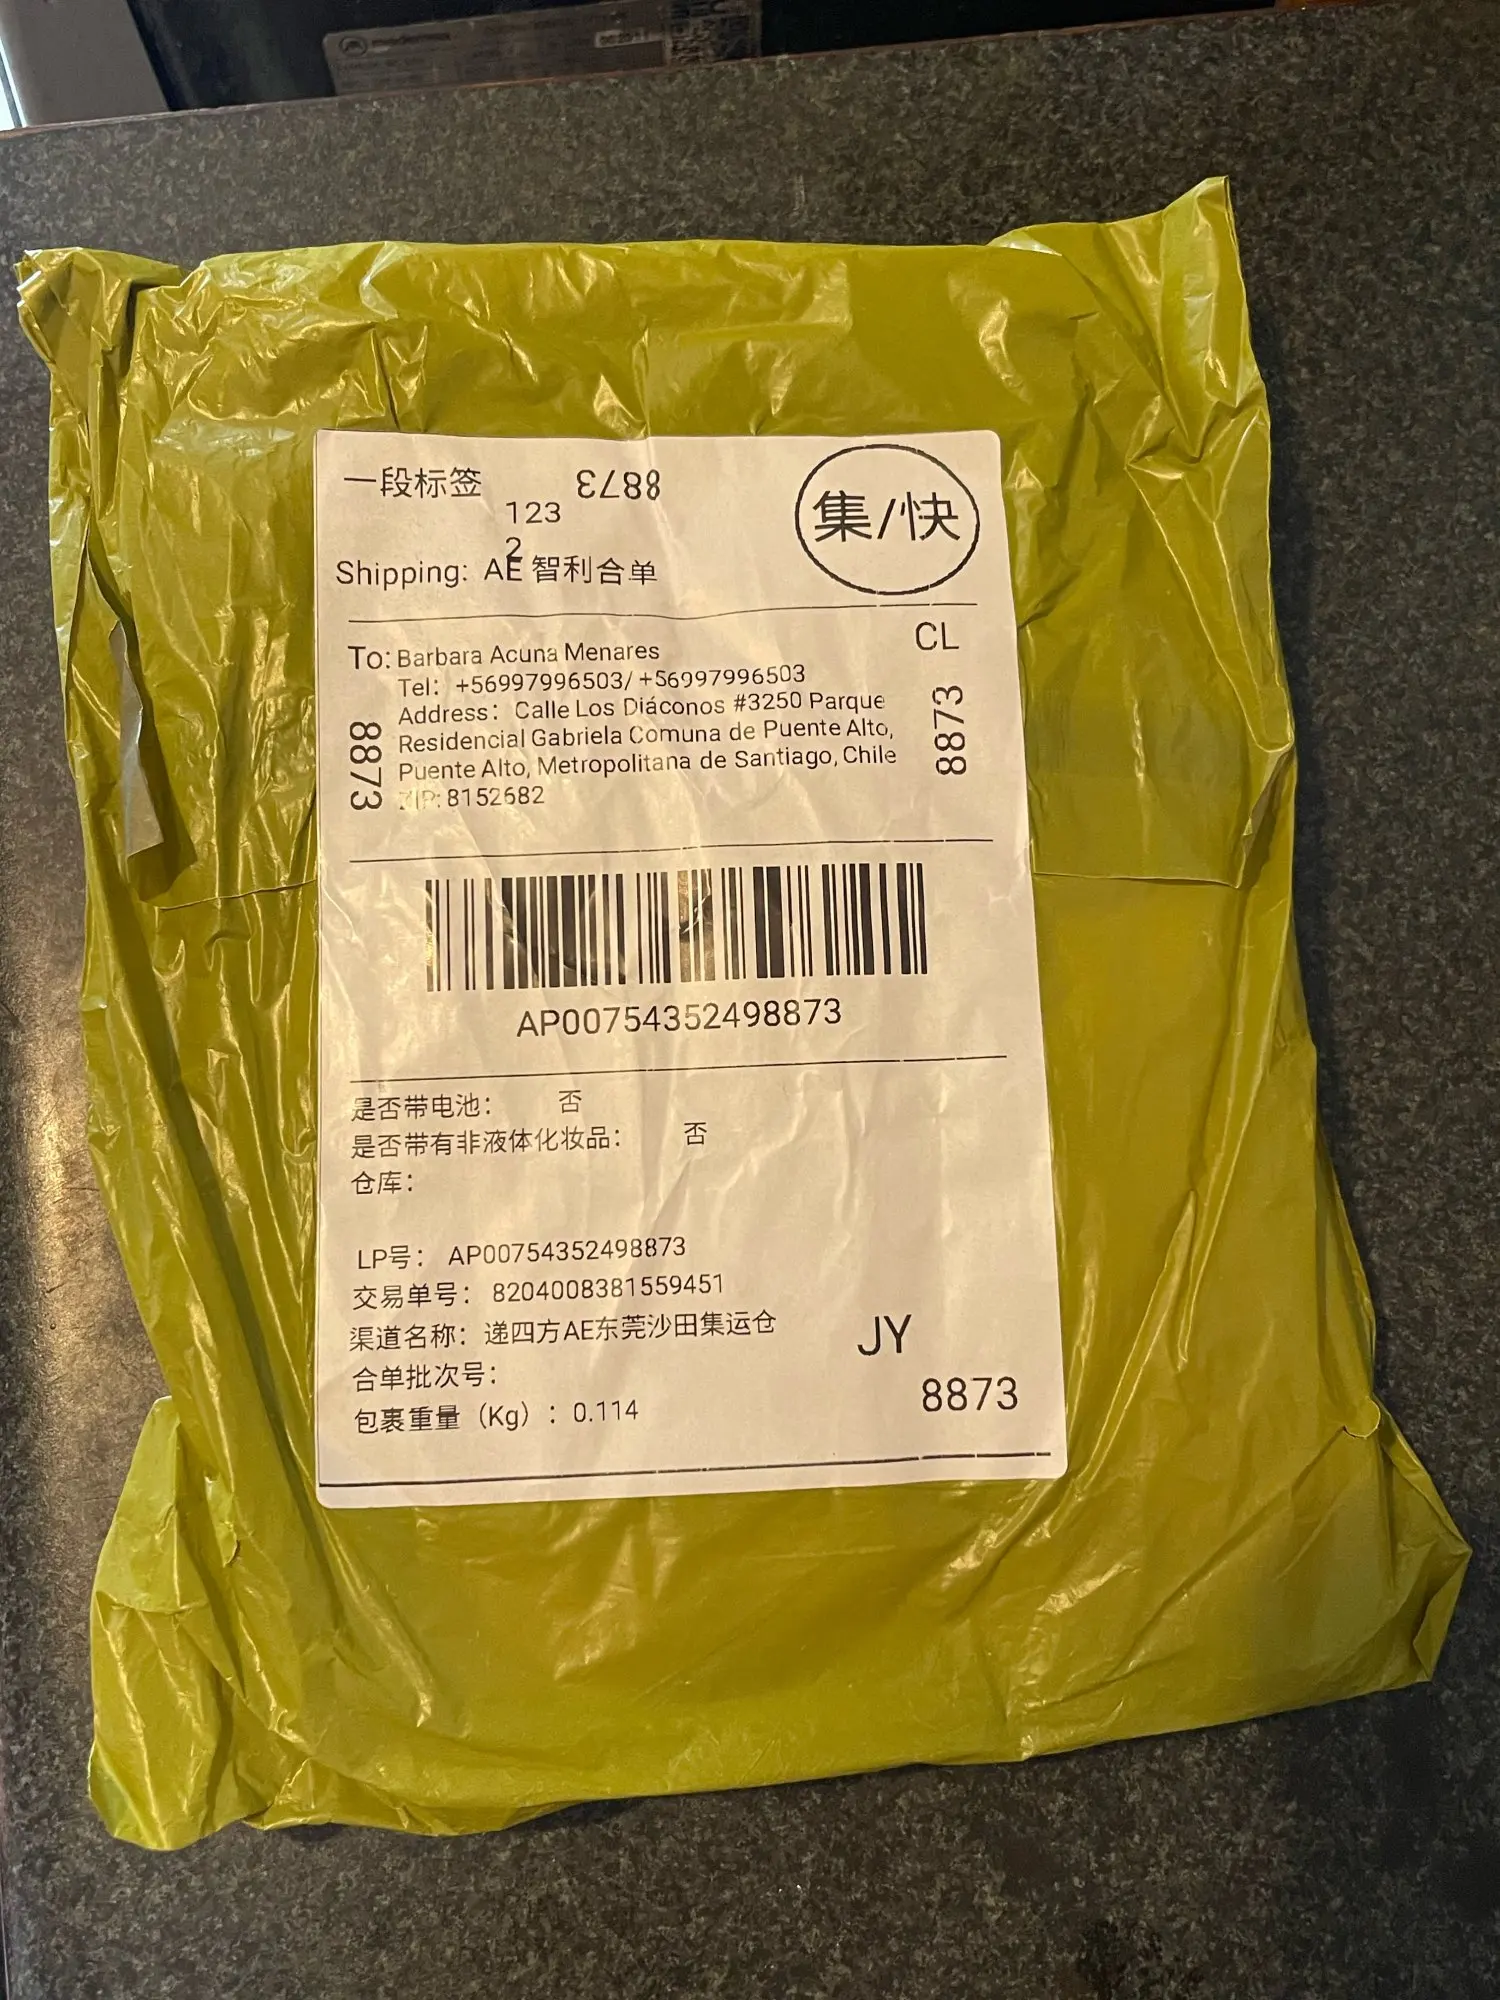 一段标签
8873
集/快
123
2
Shipping: AE 智利合单
CL
To: Barbara Acuna Menares
Tel: +56997996503/ +56997996503
Address: Calle Los Diáconos #3250 Parque
Residencial Gabriela Comuna de Puente Alto,
Puente Alto, Metropolitana de Santiago, Chile
ZIP: 8152682
8873
8873
AP00754352498873
是否带电池： 否
是否带有非液体化妆品： 否
仓库：
LP号： AP00754352498873
交易单号： 8204008381559451
渠道名称： 递四方AE东莞沙田集运仓
JY
合单批次号：
8873
包裹重量（Kg）：0.114